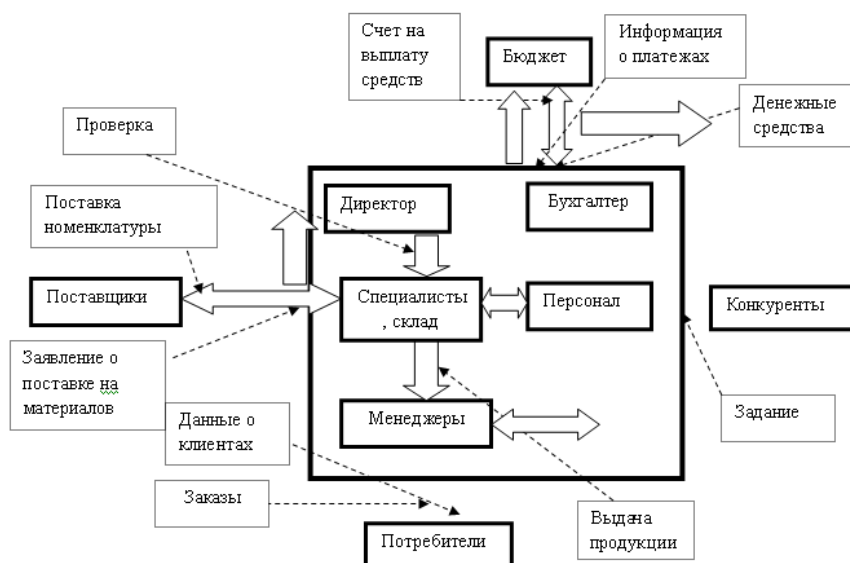 Счет на
выплату
средств
Бюджет
Информация
о платежах
Денежные
средства
Проверка
Поставка
номенклатуры
Директор
Бухгалтер
Поставщики
Специалисты
, склад
Персонал
Конкуренты
Заявление о
поставке на
материалов
Данные о
клиентах
Менеджеры
Задание
Заказы
Выдача
продукции
Потребители